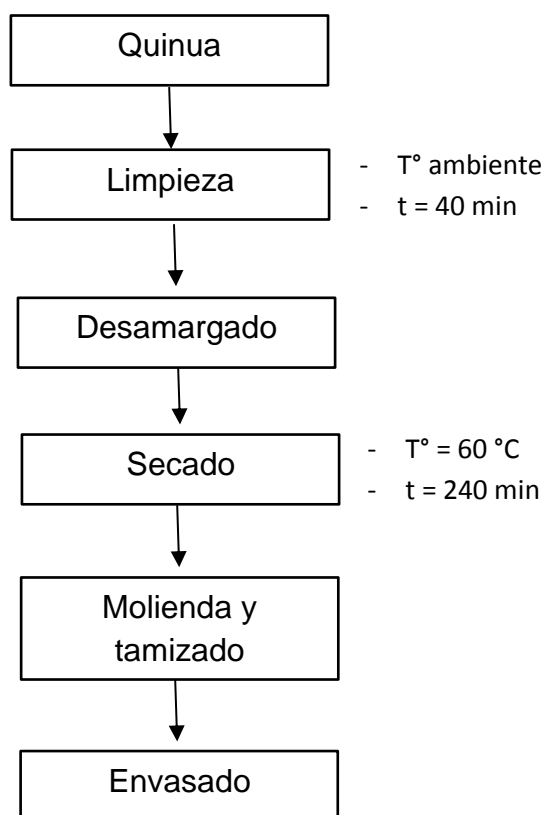 Quinua
Limpieza
- T° ambiente
- t = 40 min
Desamargado
Secado
- T° = 60 °C
- t = 240 min
Molienda y
tamizado
Envasado